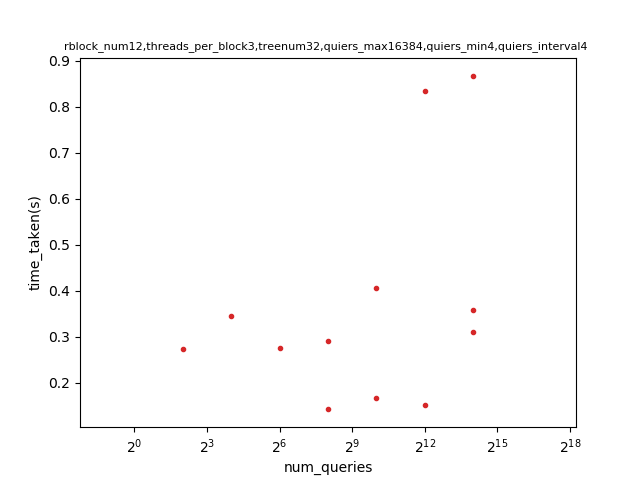 rblock_num12,threads_per_block3,treenum32,quiers_max16384,quiers_min4,quiers_interval4
0.9
0.8
0.7
0.6
0.5
0.4
0.3
0.2
time_taken(s)
2^0 2^3 2^6 2^9 2^12 2^15 2^18
num_queries